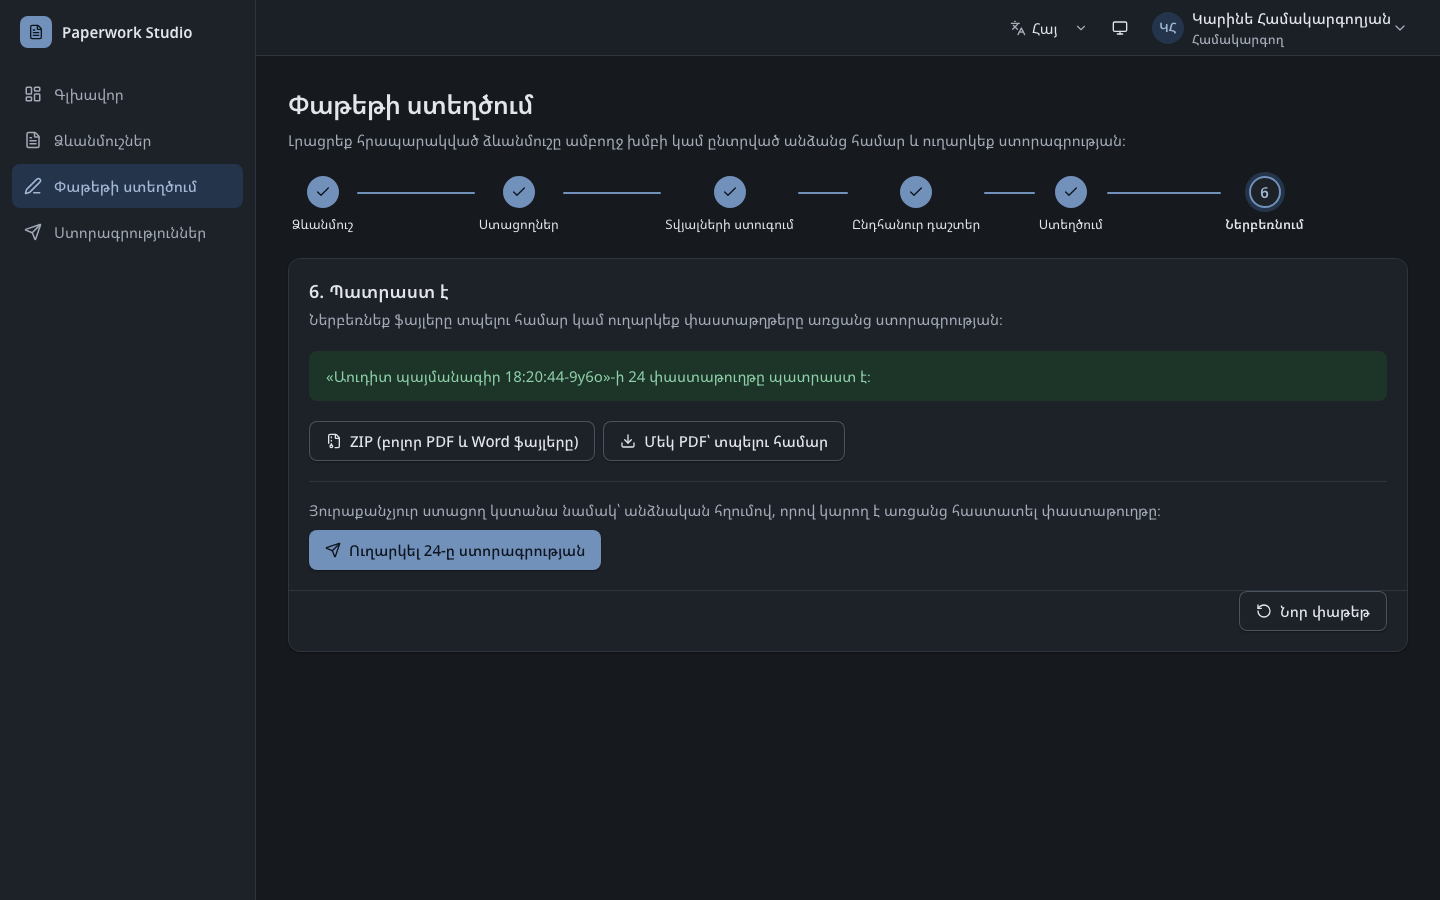 Paperwork Studio
Հայ
ԿՀ
Կարինե Համակարգողյան
Համակարգող
Գլխավոր
Ձևանմուշներ
Փաթեթի ստեղծում
Ստորագրություններ
Փաթեթի ստեղծում
Լրացրեք հրապարակված ձևանմուշը ամբողջ խմբի կամ ընտրված անձանց համար և ուղարկեք ստորագրության:
Ձևանմուշ
Ստացողներ
Տվյալների ստուգում
Ընդհանուր դաշտեր
Ստեղծում
6
Ներբեռնում
6. Պատրաստ է
Ներբեռնեք ֆայլերը տպելու համար կամ ուղարկեք փաստաթղթերը առցանց ստորագրության:
«Աուդիտ պայմանագիր 18:20:44-9y6o»-ի 24 փաստաթուղթը պատրաստ է:
ZIP (բոլոր PDF և Word ֆայլերը)
Մեկ PDF՝ տպելու համար
Յուրաքանչյուր ստացող կստանա նամակ՝ անձնական հղումով, որով կարող է առցանց հաստատել փաստաթուղթը:
Ուղարկել 24-ը ստորագրության
Նոր փաթեթ